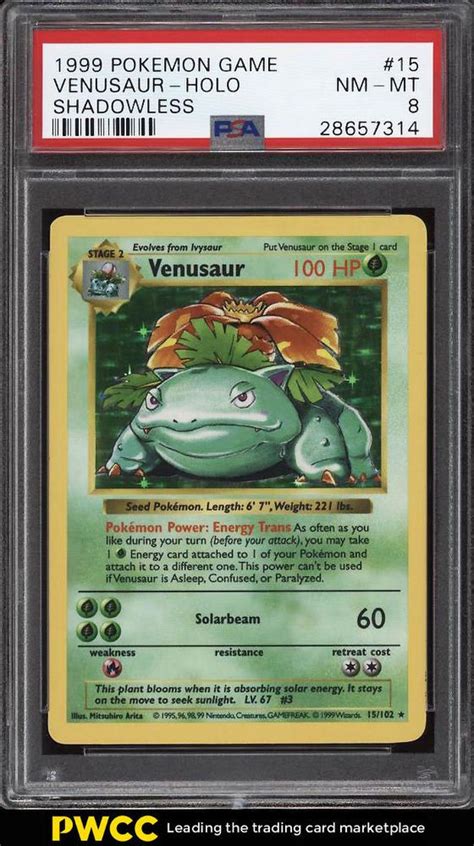 1999 POKEMON GAME #15
VENUSAUR – HOLO NM – MT
SHADOWLESS 8
PSA 28657314
STAGE 2 Evolves from Ivysaur Put Venusaur on the Stage 1 card
Venusaur 100 HP
Seed Pokémon. Length: 6' 7", Weight: 221 lbs.
Pokémon Power: Energy Trans As often as you
like during your turn (before your attack), you may take
1 Energy card attached to 1 of your Pokémon and
attach it to a different one. This power can't be used
if Venusaur is Asleep, Confused, or Paralyzed.
Solarbeam 60
weakness resistance retreat cost
This plant blooms when it is absorbing solar energy. It stays
on the move to seek sunlight. LV. 67 #3
Illus. Mitsuhiro Arita © 1995, 96, 98, 99 Nintendo, Creatures, GAMEFREAK. © 1999 Wizards. 15/102 ★
PWCC Leading the trading card marketplace